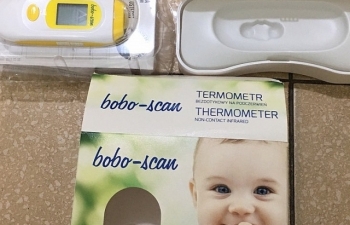 bobo-scan
bobo-scan
TERMOMETR
BEZDOTYKOWY NA PODCZERWIEŃ
THERMOMETER
NON-CONTACT INFRARED
bobo-scan